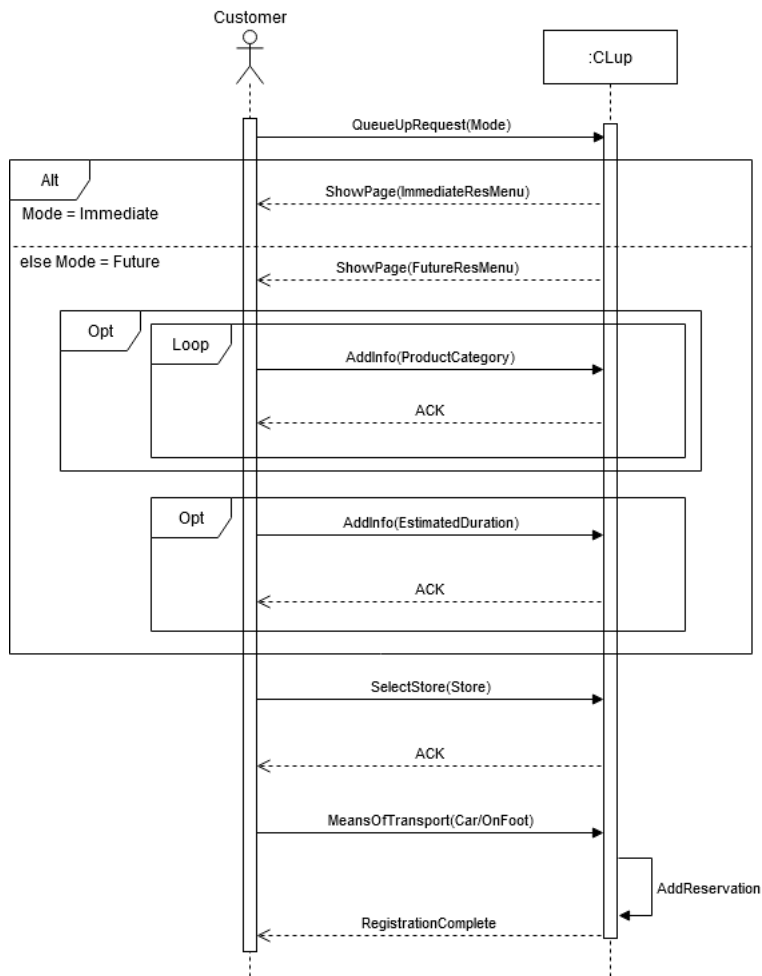 Customer
:CLup
QueueUpRequest(Mode)
Alt
ShowPage(ImmediateResMenu)
Mode = Immediate
else Mode = Future
ShowPage(FutureResMenu)
Opt
Loop
AddInfo(ProductCategory)
ACK
Opt
AddInfo(EstimatedDuration)
ACK
SelectStore(Store)
ACK
MeansOfTransport(Car/OnFoot)
AddReservation
RegistrationComplete